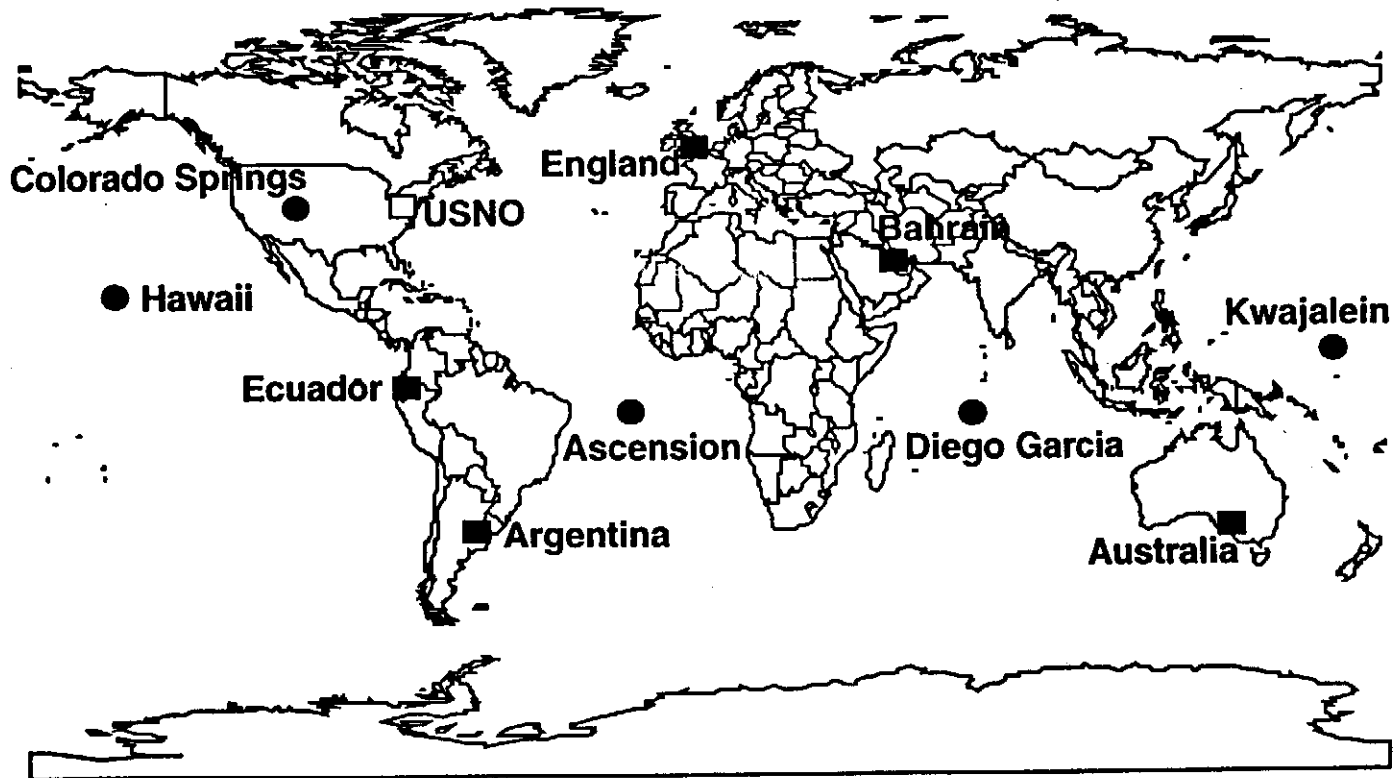 England
Colorado Springs
USNO
Bahrain
Hawaii
Kwajalein
Ecuador
Ascension
Diego Garcia
Argentina
Australia